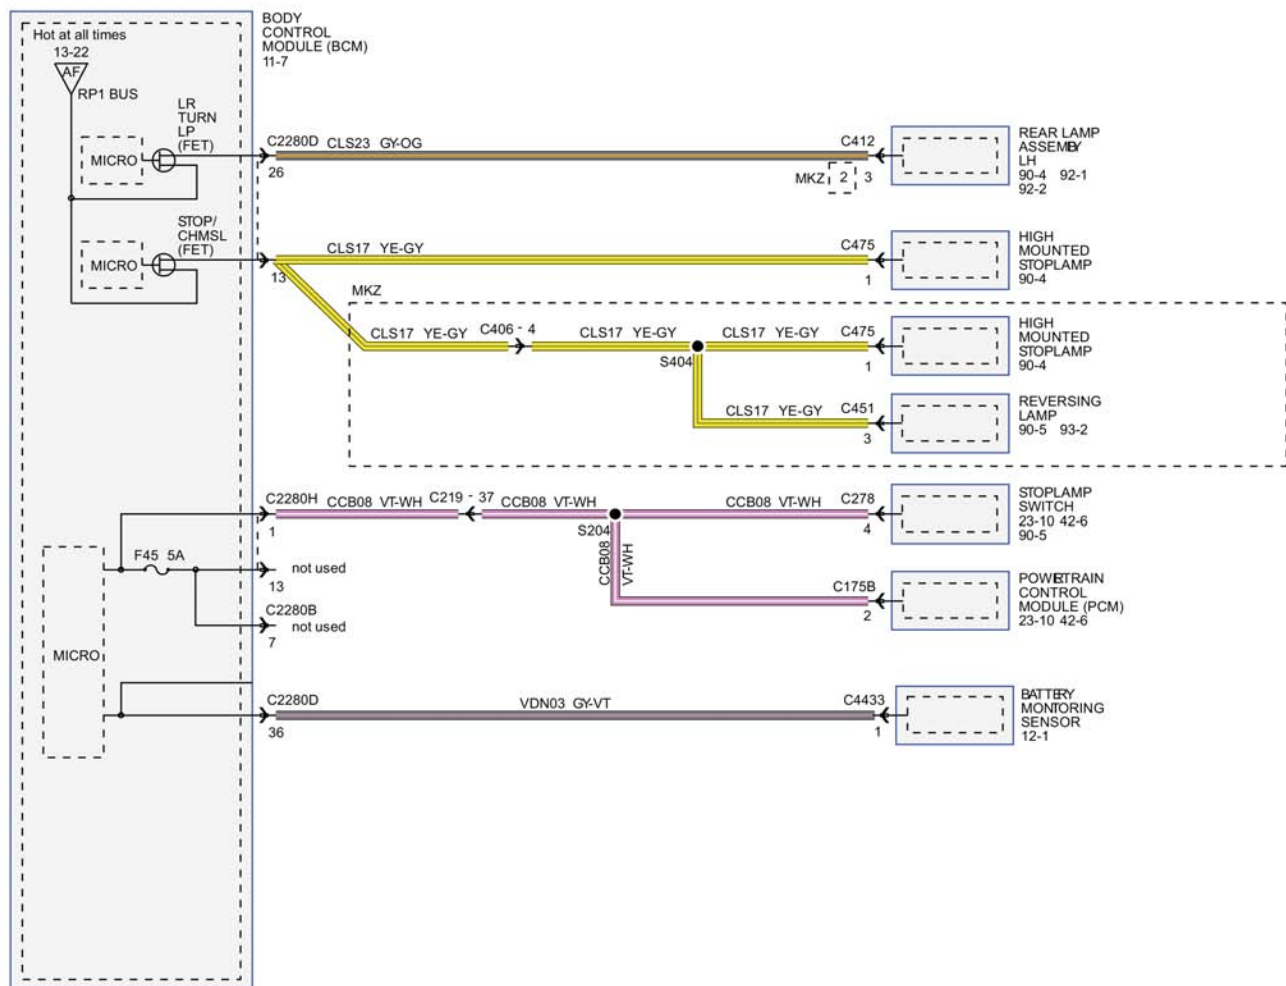 BODY
CONTROL
MODULE (BCM)
11-7
Hot at all times
13-22
AF
RP1 BUS
LR
TURN
LP
(FET)
MICRO
C2280D
CLS23 GY-OG
C412
26
MKZ
2
3
REAR LAMP
ASSEMBLY
LH
90-4 92-1
92-2
STOP/
CHMSL
(FET)
MICRO
CLS17 YE-GY
C475
13
1
HIGH
MOUNTED
STOPLAMP
90-4
MKZ
CLS17 YE-GY
C406 - 4
CLS17 YE-GY
CLS17 YE-GY
C475
S404
1
HIGH
MOUNTED
STOPLAMP
90-4
CLS17 YE-GY
C451
3
REVERSING
LAMP
90-5 93-2
C2280H
CCB08 VT-WH
C219 - 37
CCB08 VT-WH
CCB08 VT-WH
C278
1
S204
4
STOPLAMP
SWITCH
23-10 42-6
90-5
F45 5A
not used
13
CCB08
VT-WH
C175B
2
POWERTRAIN
CONTROL
MODULE (PCM)
23-10 42-6
C2280B
not used
7
MICRO
C2280D
VDN03 GY-VT
C4433
36
1
BATTERY
MONTORING
SENSOR
12-1